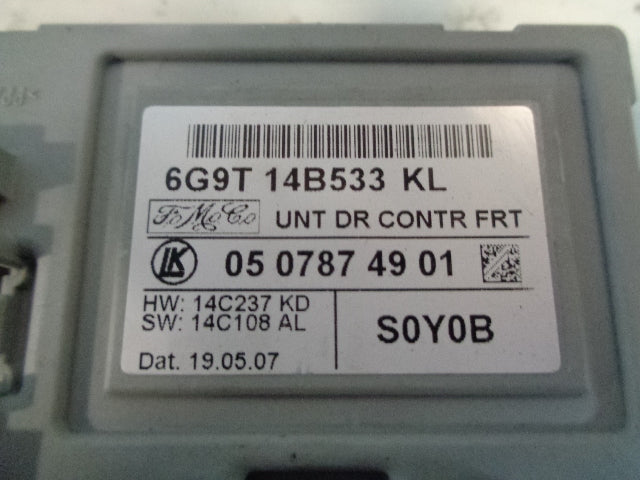 6G9T 14B533 KL
FoMoCo UNT DR CONTR FRT
LK 05 0787 49 01
HW: 14C237 KD
SW: 14C108 AL
S0Y0B
Dat. 19.05.07